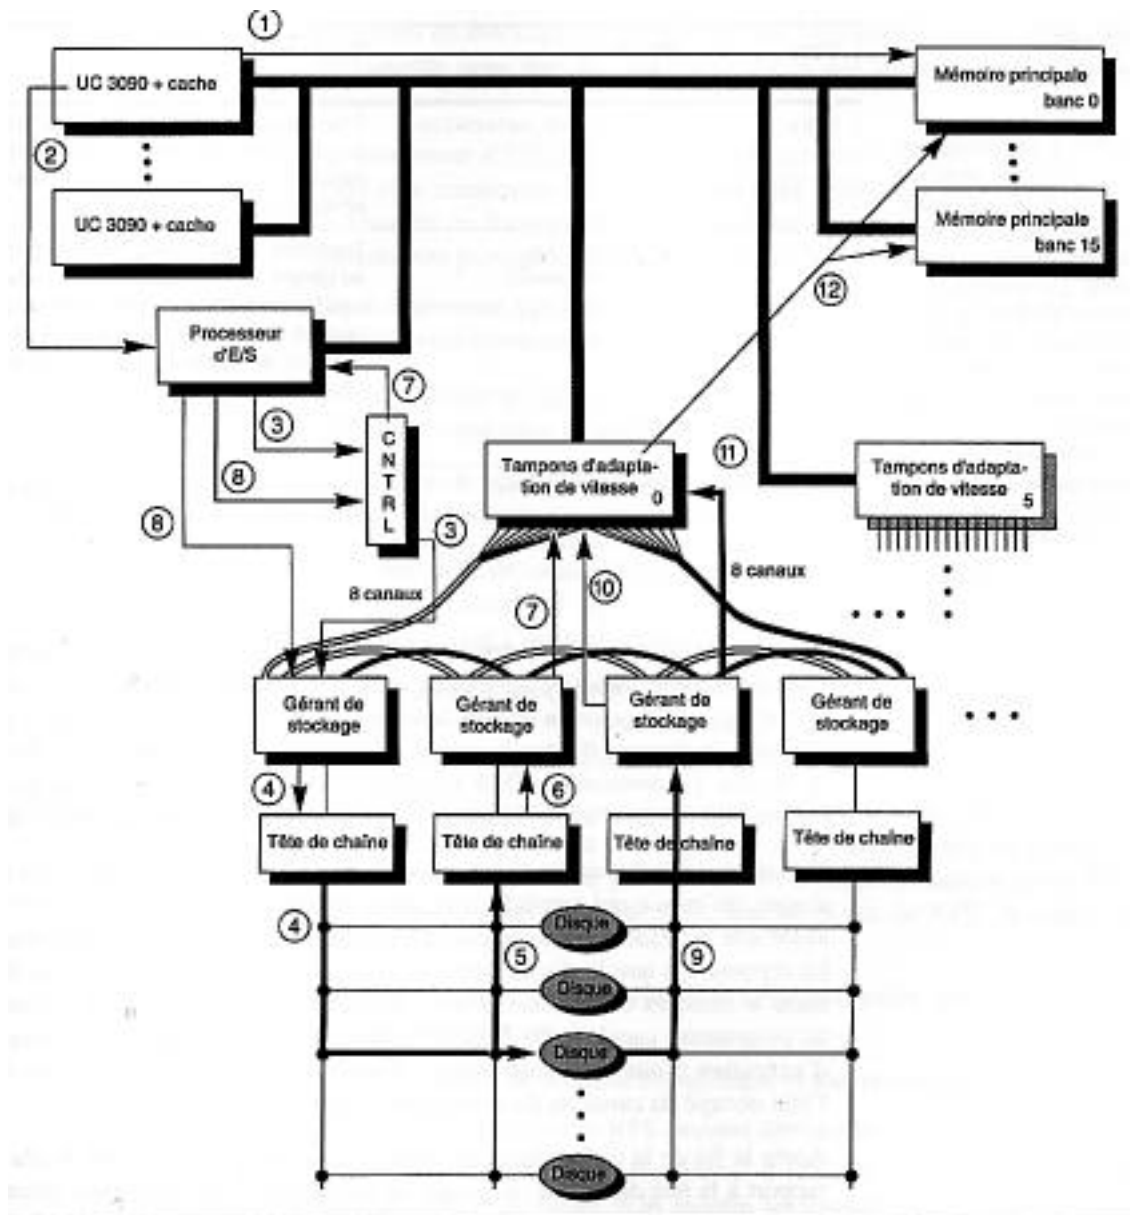 1
UC 3090 + cache
Mémoire principale
banc 0
2
UC 3090 + cache
Mémoire principale
banc 15
12
Processeur
d'E/S
7
3
C
N
T
R
L
8
8
3
Tampons d'adapta-
tion de vitesse
0
11
Tampons d'adapta-
tion de vitesse
5
8 canaux
7
10
8 canaux
Gérant de
stockage
Gérant de
stockage
Gérant de
stockage
Gérant de
stockage
4
6
Tête de chaîne
Tête de chaîne
Tête de chaîne
Tête de chaîne
4
Disque
5
9
Disque
Disque
Disque